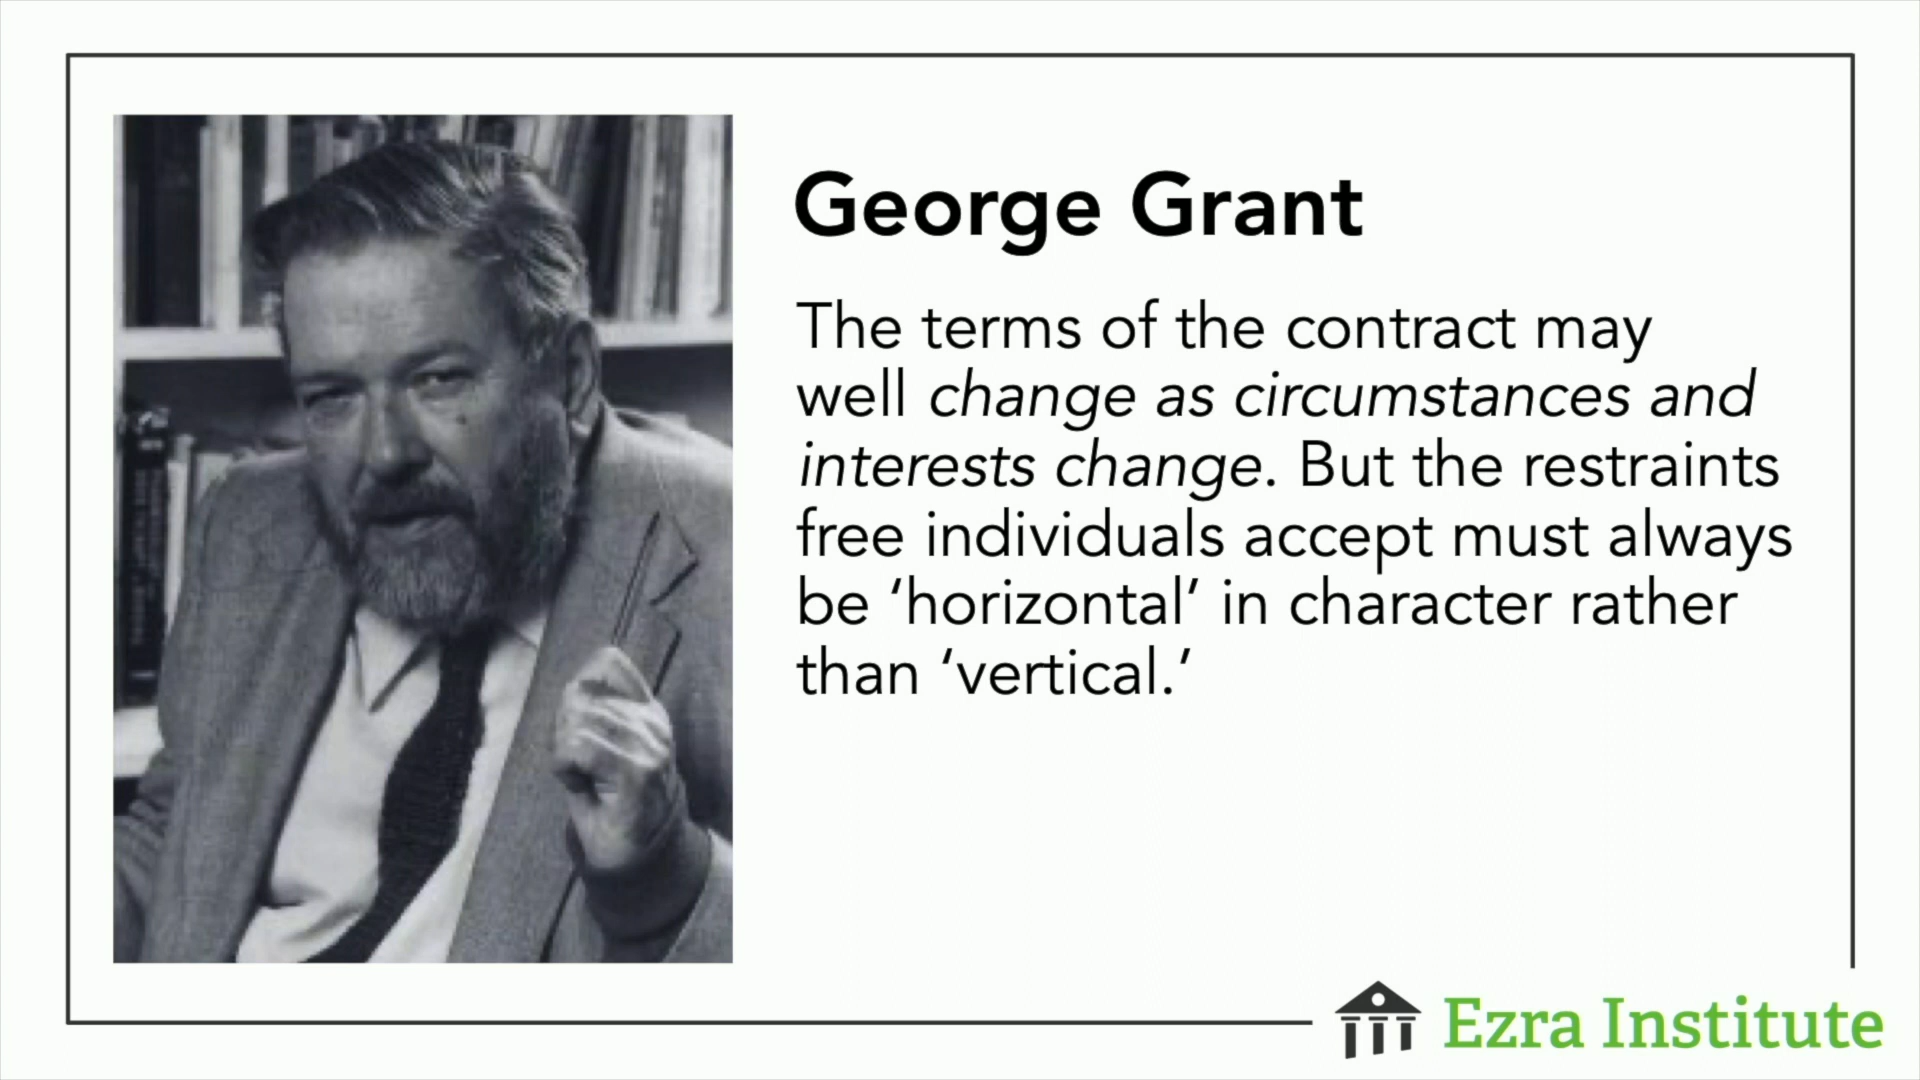 George Grant
The terms of the contract may
well change as circumstances and
interests change. But the restraints
free individuals accept must always
be ‘horizontal’ in character rather
than ‘vertical.’
Ezra Institute